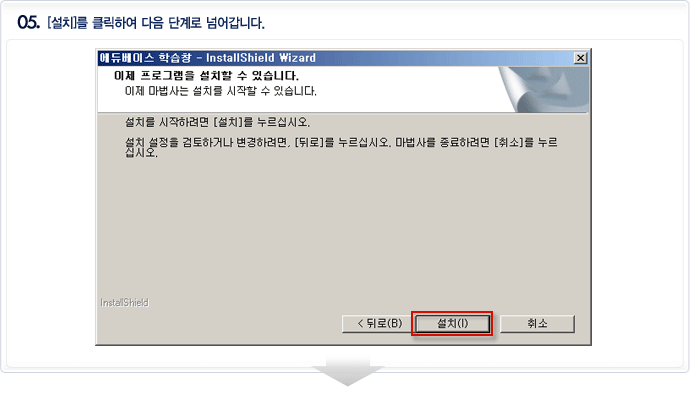 05. [설치]를 클릭하여 다음 단계로 넘어갑니다.
에듀베이스 학습창 - InstallShield Wizard
이제 프로그램을 설치할 수 있습니다.
이제 마법사는 설치를 시작할 수 있습니다.
설치를 시작하려면 [설치]를 누르십시오.
설치 설정을 검토하거나 변경하려면, [뒤로]를 누르십시오. 마법사를 종료하려면 [취소]를 누르
십시오.
InstallShield
< 뒤로(B) 설치(I) 취소